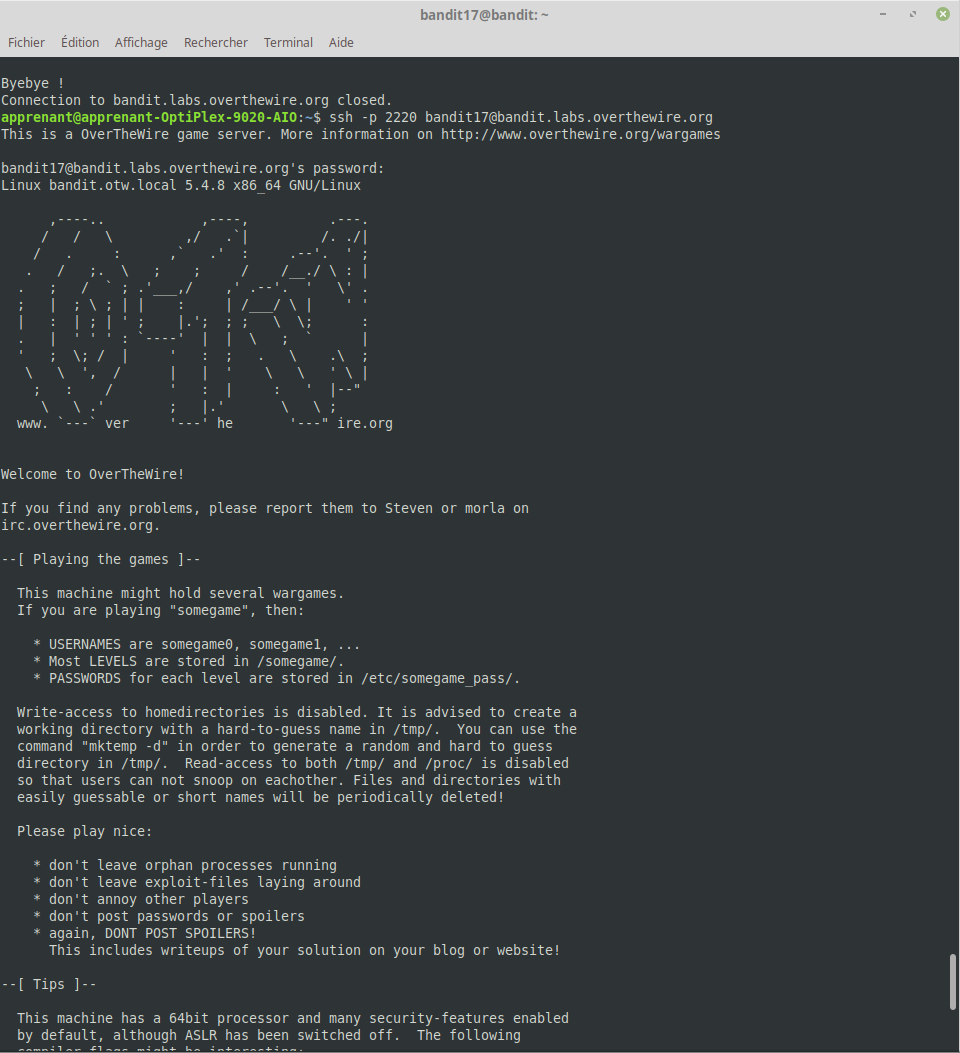 bandit17@bandit: ~
Fichier Édition Affichage Rechercher Terminal Aide
Byebye !
Connection to bandit.labs.overthewire.org closed.
apprenant@apprenant-OptiPlex-9020-AIO:~$ ssh -p 2220 bandit17@bandit.labs.overthewire.org
This is a OverTheWire game server. More information on http://www.overthewire.org/wargames
bandit17@bandit.labs.overthewire.org's password:
Linux bandit.otw.local 5.4.8 x86_64 GNU/Linux
www. ver he ire.org
Welcome to OverTheWire!
If you find any problems, please report them to Steven or morla on
irc.overthewire.org.
--[ Playing the games ]--
This machine might hold several wargames.
If you are playing "somegame", then:
* USERNAMES are somegame0, somegame1, ...
* Most LEVELS are stored in /somegame/.
* PASSWORDS for each level are stored in /etc/somegame_pass/.
Write-access to homedirectories is disabled. It is advised to create a
working directory with a hard-to-guess name in /tmp/.  You can use the
command "mktemp -d" in order to generate a random and hard to guess
directory in /tmp/.  Read-access to both /tmp/ and /proc/ is disabled
so that users can not snoop on eachother. Files and directories with
easily guessable or short names will be periodically deleted!
Please play nice:
* don't leave orphan processes running
* don't leave exploit-files laying around
* don't annoy other players
* don't post passwords or spoilers
* again, DONT POST SPOILERS!
This includes writeups of your solution on your blog or website!
--[ Tips ]--
This machine has a 64bit processor and many security-features enabled
by default, although ASLR has been switched off.  The following
compiler flags might be interesting: